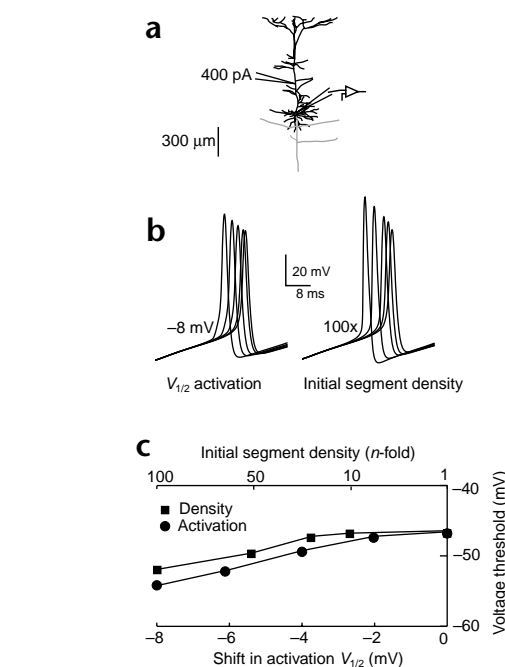 a
400 pA
300 μm
b
20 mV
8 ms
–8 mV
100x
V1/2 activation
Initial segment density
c
Initial segment density (n-fold)
100 50 10 1
–40
Density
Activation
–50
–60
Voltage threshold (mV)
–8 –6 –4 –2 0
Shift in activation V1/2 (mV)